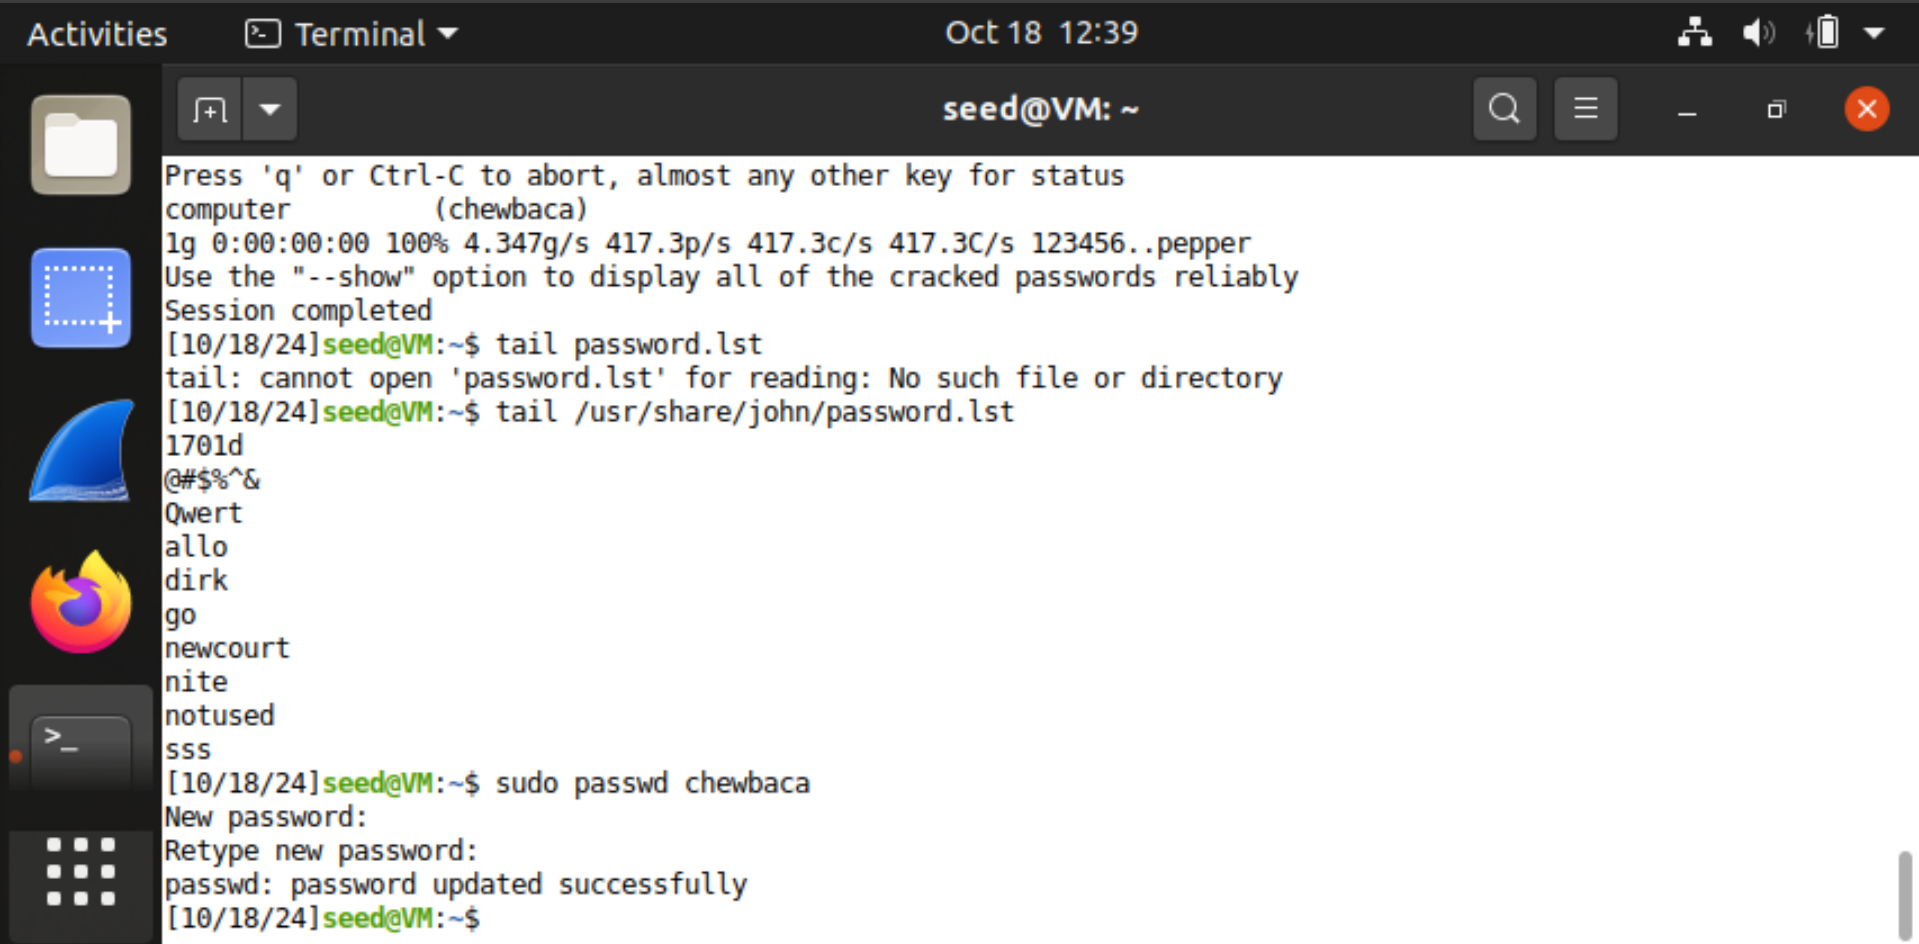 Activities Terminal Oct 18 12:39
seed@VM: ~
Press 'q' or Ctrl-C to abort, almost any other key for status
computer         (chewbaca)
1g 0:00:00:00 100% 4.347g/s 417.3p/s 417.3c/s 417.3C/s 123456..pepper
Use the "--show" option to display all of the cracked passwords reliably
Session completed
[10/18/24]seed@VM:~$ tail password.lst
tail: cannot open 'password.lst' for reading: No such file or directory
[10/18/24]seed@VM:~$ tail /usr/share/john/password.lst
1701d
@#$%^&
Qwert
allo
dirk
go
newcourt
nite
notused
sss
[10/18/24]seed@VM:~$ sudo passwd chewbaca
New password:
Retype new password:
passwd: password updated successfully
[10/18/24]seed@VM:~$